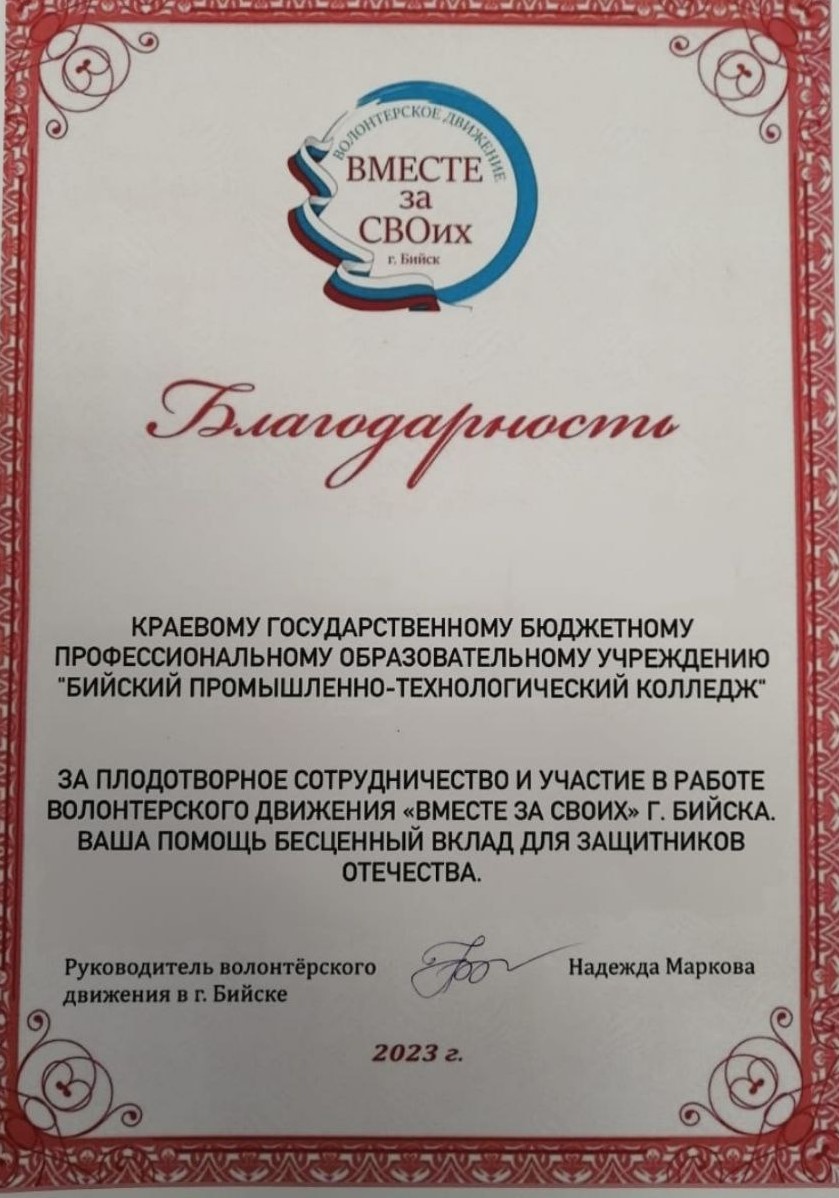 ВОЛОНТЕРСКОЕ ДВИЖЕНИЕ
ВМЕСТЕ
за
СВОих
г. Бийск
Благодарность
КРАЕВОМУ ГОСУДАРСТВЕННОМУ БЮДЖЕТНОМУ
ПРОФЕССИОНАЛЬНОМУ ОБРАЗОВАТЕЛЬНОМУ УЧРЕЖДЕНИЮ
"БИЙСКИЙ ПРОМЫШЛЕННО-ТЕХНОЛОГИЧЕСКИЙ КОЛЛЕДЖ"
ЗА ПЛОДОТВОРНОЕ СОТРУДНИЧЕСТВО И УЧАСТИЕ В РАБОТЕ
ВОЛОНТЕРСКОГО ДВИЖЕНИЯ «ВМЕСТЕ ЗА СВОИХ» Г. БИЙСКА.
ВАША ПОМОЩЬ БЕСЦЕННЫЙ ВКЛАД ДЛЯ ЗАЩИТНИКОВ
ОТЕЧЕСТВА.
Руководитель волонтёрского
движения в г. Бийске
Надежда Маркова
2023 г.